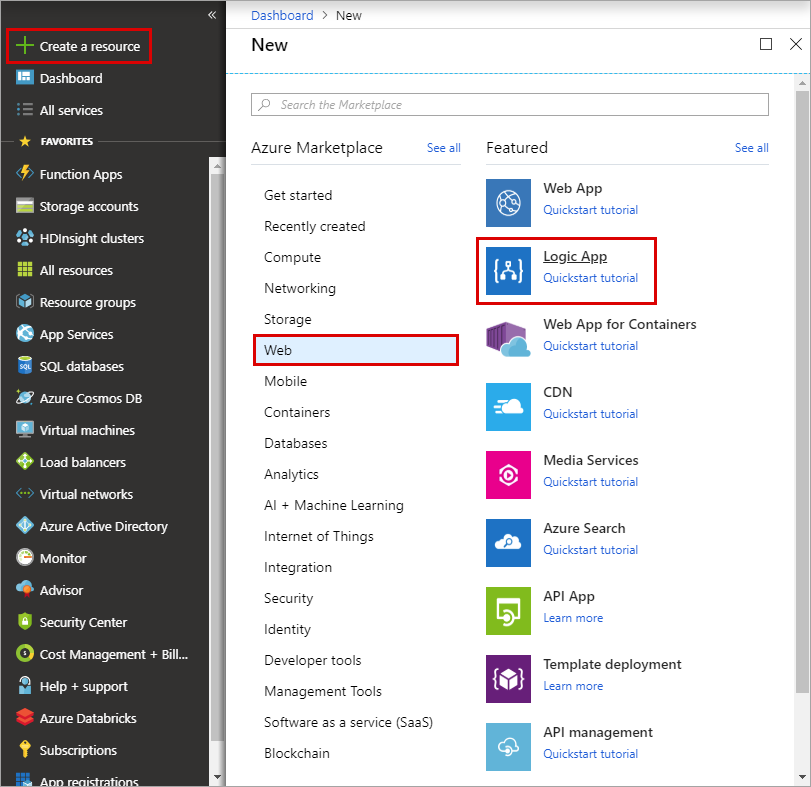 «
Create a resource
Dashboard
All services
FAVORITES
Function Apps
Storage accounts
HDInsight clusters
All resources
Resource groups
App Services
SQL
SQL databases
Azure Cosmos DB
Virtual machines
Load balancers
Virtual networks
Azure Active Directory
Monitor
Advisor
Security Center
Cost Management + Bill...
Help + support
Azure Databricks
Subscriptions
App registrations
Dashboard > New
New
Search the Marketplace
Azure Marketplace See all
Get started
Recently created
Compute
Networking
Storage
Web
Mobile
Containers
Databases
Analytics
AI + Machine Learning
Internet of Things
Integration
Security
Identity
Developer tools
Management Tools
Software as a service (SaaS)
Blockchain
Featured See all
Web App
Quickstart tutorial
Logic App
Quickstart tutorial
Web App for Containers
Quickstart tutorial
CDN
Quickstart tutorial
Media Services
Quickstart tutorial
Azure Search
Quickstart tutorial
API App
Learn more
Template deployment
Learn more
API management
Quickstart tutorial